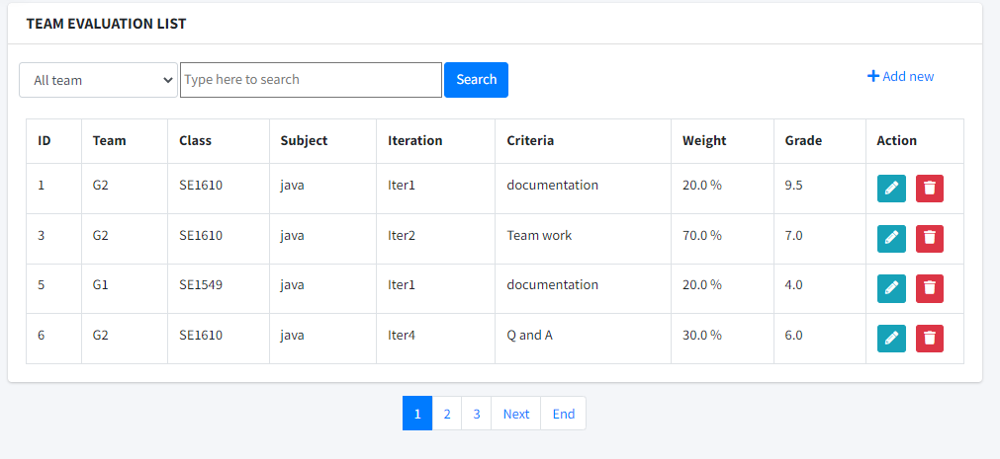 TEAM EVALUATION LIST
All team Type here to search Search Add new
ID Team Class Subject Iteration Criteria Weight Grade Action
1 G2 SE1610 java Iter1 documentation 20.0 % 9.5
3 G2 SE1610 java Iter2 Team work 70.0 % 7.0
5 G1 SE1549 java Iter1 documentation 20.0 % 4.0
6 G2 SE1610 java Iter4 Q and A 30.0 % 6.0
1 2 3 Next End